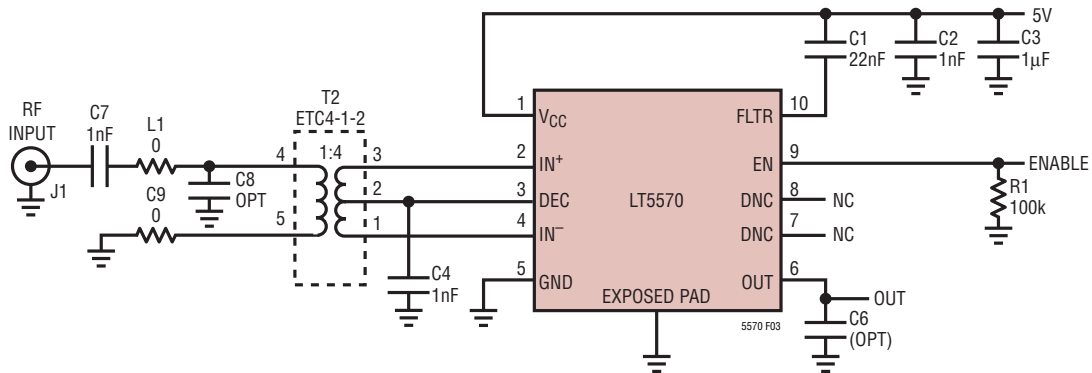 5V
C1
22nF
C2
1nF
C3
1µF
RF
INPUT
J1
C7
1nF
L1
0
C8
OPT
C9
0
T2
ETC4-1-2
1:4
4
5
3
2
1
C4
1nF
1
VCC
2
IN+
3
DEC
4
IN−
5
GND
LT5570
EXPOSED PAD
10
FLTR
9
EN
8
DNC
NC
7
DNC
NC
6
OUT
ENABLE
R1
100k
OUT
C6
(OPT)
5570 F03